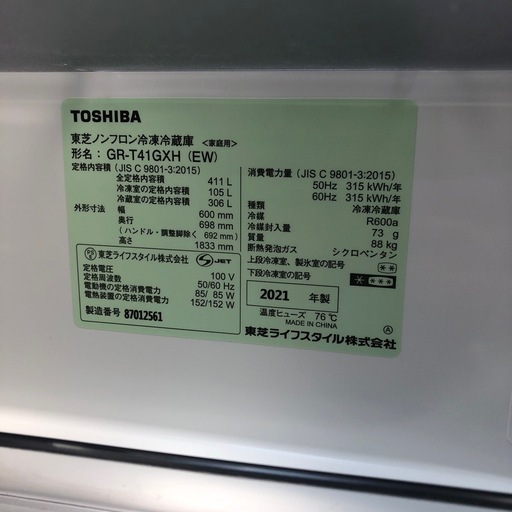 TOSHIBA
東芝ノンフロン冷凍冷蔵庫 <家庭用>
形名： GR-T41GXH (EW)
定格内容積 (JIS C 9801-3:2015)
全定格内容積 411 L
冷凍室の定格内容積 105 L
冷蔵室の定格内容積 306 L
外形寸法 幅 600 mm
奥行 698 mm
(ハンドル・調整脚除く 692 mm)
高さ 1833 mm
東芝ライフスタイル株式会社 S-JET
定格電圧 100 V
定格周波数 50/60 Hz
電動機の定格消費電力 85/ 85 W
電熱装置の定格消費電力 152/152 W
製造番号 87012561
消費電力量 (JIS C 9801-3:2015)
50Hz 315 kWh/年
60Hz 315 kWh/年
種類 冷凍冷蔵庫
冷媒 R600a
冷媒封入量 73 g
質量 88 kg
断熱発泡ガス シクロペンタン
上段冷凍室、製氷室の記号
下段冷凍室の記号
2021 年製
温度ヒューズ 76℃
MADE IN CHINA
Ⓐ
東芝ライフスタイル株式会社